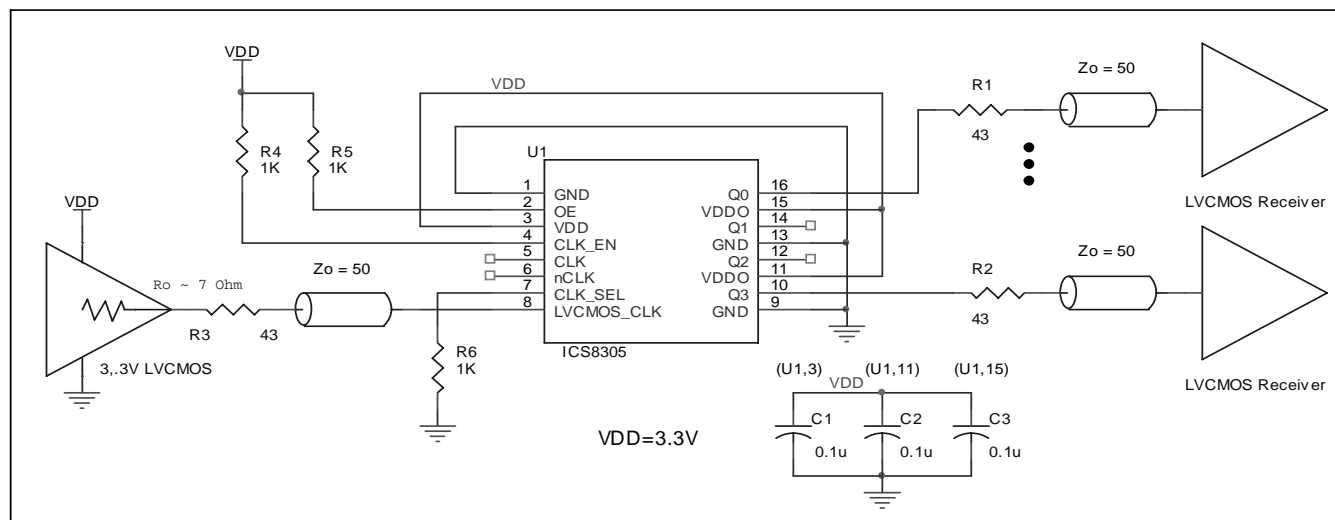 VDD
VDD
R4
1K
R5
1K
VDD
Ro ~ 7 Ohm
R3
43
3,.3V LVCMOS
Zo = 50
R6
1K
U1
1 GND
2 OE
3 VDD
4 CLK_EN
5 CLK
6 nCLK
7 CLK_SEL
8 LVCMOS_CLK
Q0 16
VDDO 15
Q1 14
GND 13
Q2 12
VDDO 11
Q3 10
GND 9
ICS8305
R1
43
Zo = 50
LVCMOS Receiver
R2
43
Zo = 50
LVCMOS Receiver
VDD=3.3V
(U1,3) (U1,11) (U1,15)
VDD
C1
0.1u
C2
0.1u
C3
0.1u